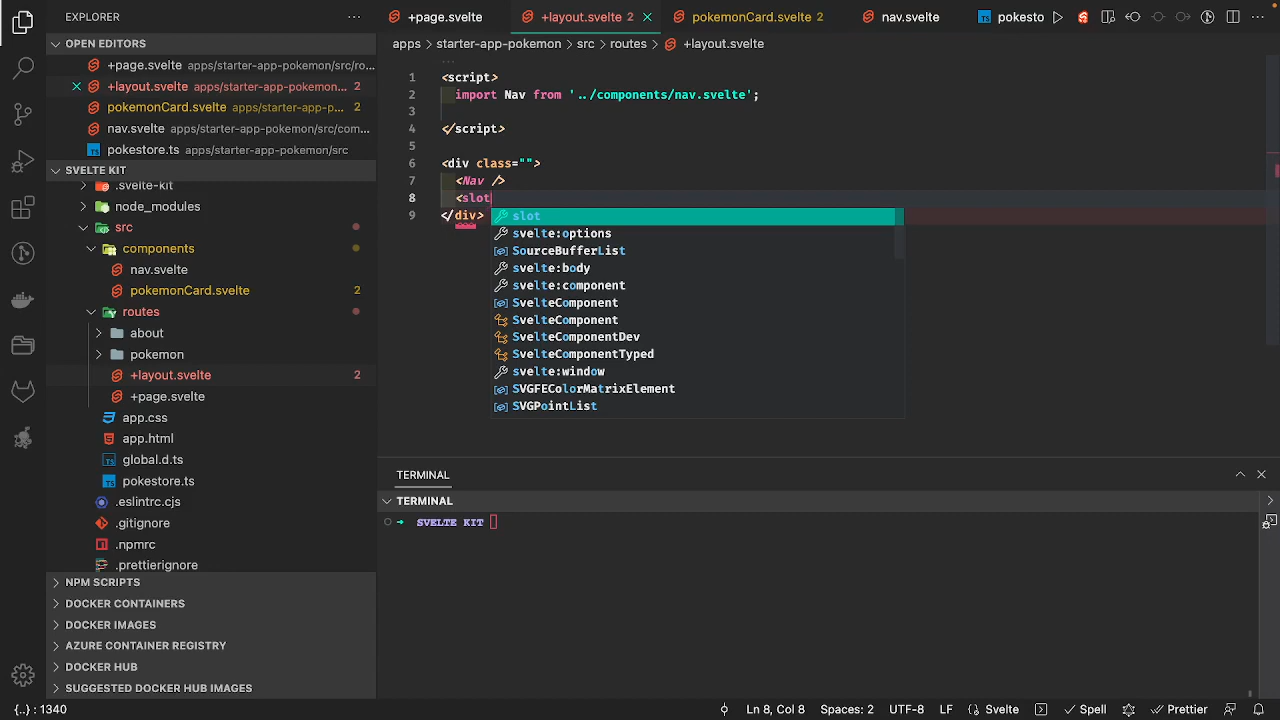 EXPLORER
...
+page.svelte
+layout.svelte 2
pokemonCard.svelte 2
nav.svelte
pokesto
OPEN EDITORS
+page.svelte apps/starter-app-pokemon/src/ro...
+layout.svelte apps/starter-app-pokemon... 2
pokemonCard.svelte apps/starter-app-p... 2
nav.svelte apps/starter-app-pokemon/src/com...
pokestore.ts apps/starter-app-pokemon/src
SVELTE KIT
.svelte-kit
node_modules
src
components
nav.svelte
pokemonCard.svelte 2
routes
about
pokemon
+layout.svelte 2
+page.svelte
app.css
app.html
global.d.ts
pokestore.ts
.eslintrc.cjs
.gitignore
.npmrc
.prettierignore
NPM SCRIPTS
DOCKER CONTAINERS
DOCKER IMAGES
AZURE CONTAINER REGISTRY
DOCKER HUB
SUGGESTED DOCKER HUB IMAGES
apps > starter-app-pokemon > src > routes > +layout.svelte
...
1 <script>
2 import Nav from '../components/nav.svelte';
3
4 </script>
5
6 <div class="">
7 <Nav />
8 <slot
9 </div>
slot
svelte:options
SourceBufferList
svelte:body
svelte:component
SvelteComponent
SvelteComponent
SvelteComponentDev
SvelteComponentTyped
svelte:window
SVGFEColorMatrixElement
SVGPointList
TERMINAL
TERMINAL
SVELTE KIT
{..} : 1340
Ln 8, Col 8
Spaces: 2
UTF-8
LF
Svelte
Spell
Prettier